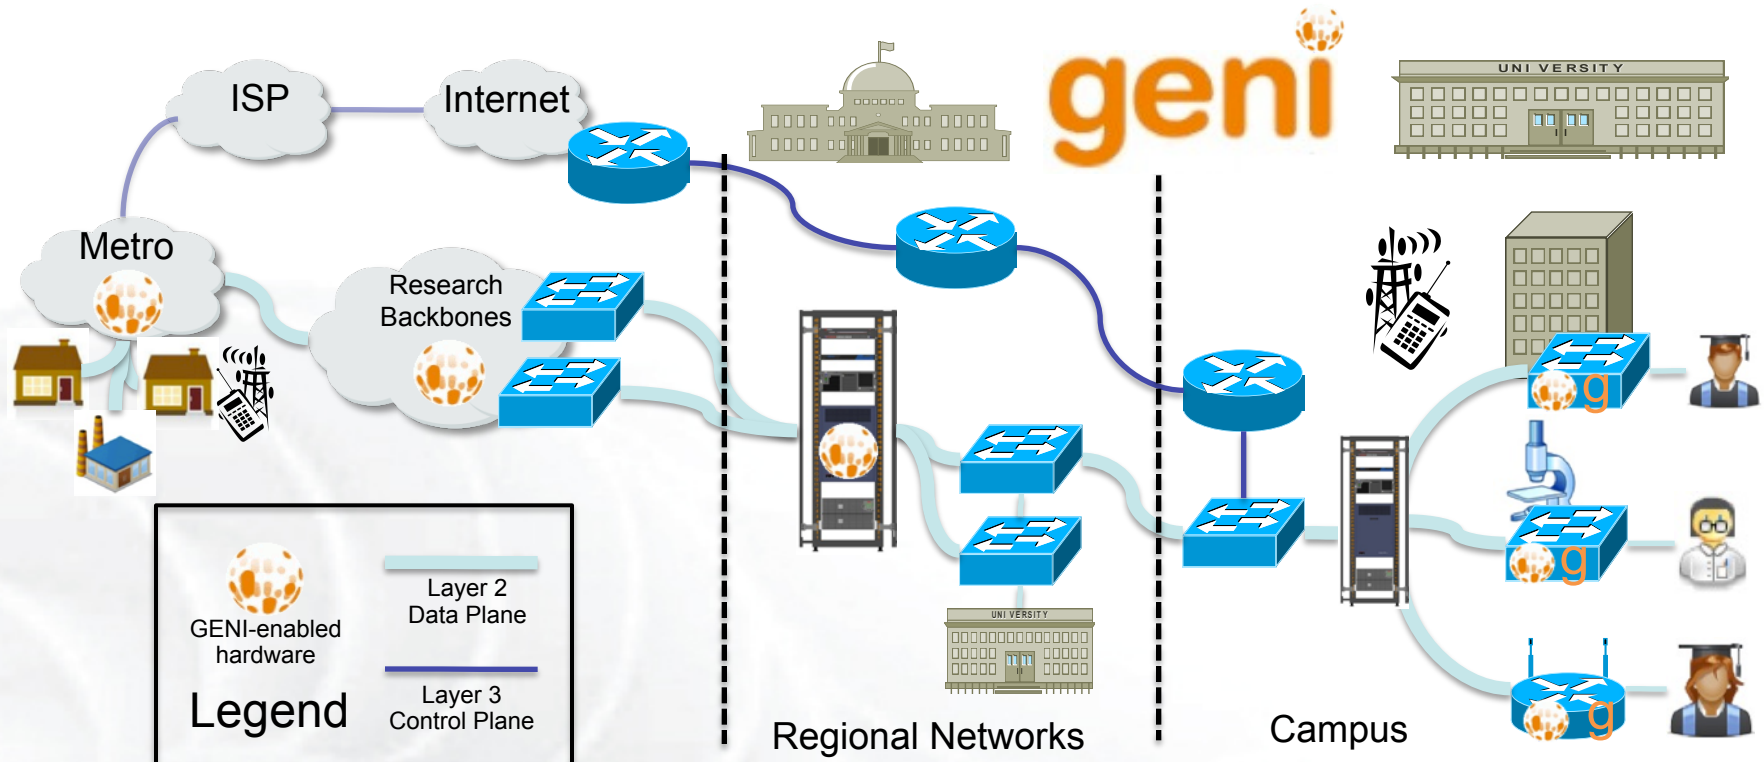 ISP
Internet
geni
UNI VERSITY
Metro
Research
Backbones
g
g
g
UNI VERSITY
GENI-enabled
hardware
Legend
Layer 2
Data Plane
Layer 3
Control Plane
Regional Networks
Campus